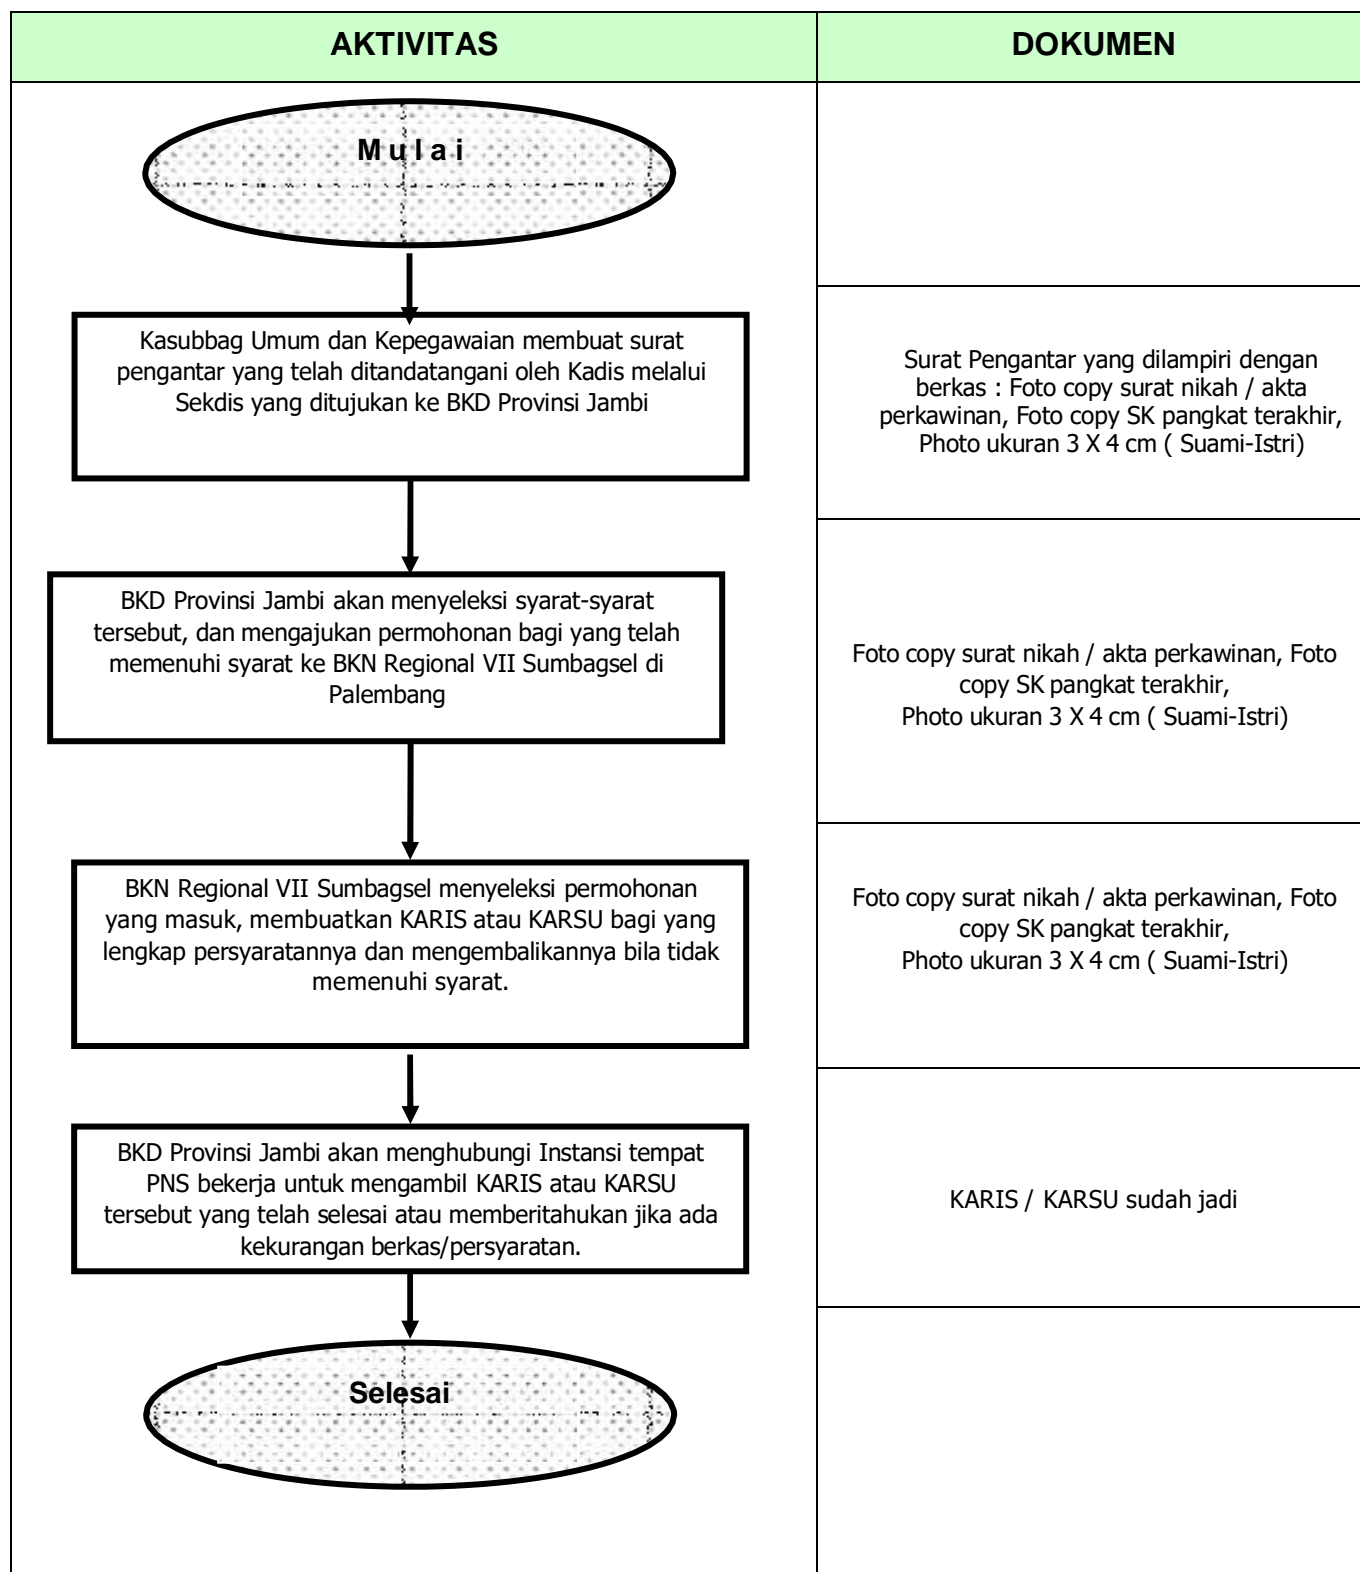 AKTIVITAS
DOKUMEN
M u l a i
Kasubbag Umum dan Kepegawaian membuat surat
pengantar yang telah ditandatangani oleh Kadis melalui
Sekdis yang ditujukan ke BKD Provinsi Jambi
Surat Pengantar yang dilampiri dengan
berkas : Foto copy surat nikah / akta
perkawinan, Foto copy SK pangkat terakhir,
Photo ukuran 3 X 4 cm ( Suami-Istri)
BKD Provinsi Jambi akan menyeleksi syarat-syarat
tersebut, dan mengajukan permohonan bagi yang telah
memenuhi syarat ke BKN Regional VII Sumbagsel di
Palembang
Foto copy surat nikah / akta perkawinan, Foto
copy SK pangkat terakhir,
Photo ukuran 3 X 4 cm ( Suami-Istri)
BKN Regional VII Sumbagsel menyeleksi permohonan
yang masuk, membuatkan KARIS atau KARSU bagi yang
lengkap persyaratannya dan mengembalikannya bila tidak
memenuhi syarat.
Foto copy surat nikah / akta perkawinan, Foto
copy SK pangkat terakhir,
Photo ukuran 3 X 4 cm ( Suami-Istri)
BKD Provinsi Jambi akan menghubungi Instansi tempat
PNS bekerja untuk mengambil KARIS atau KARSU
tersebut yang telah selesai atau memberitahukan jika ada
kekurangan berkas/persyaratan.
KARIS / KARSU sudah jadi
Selesai